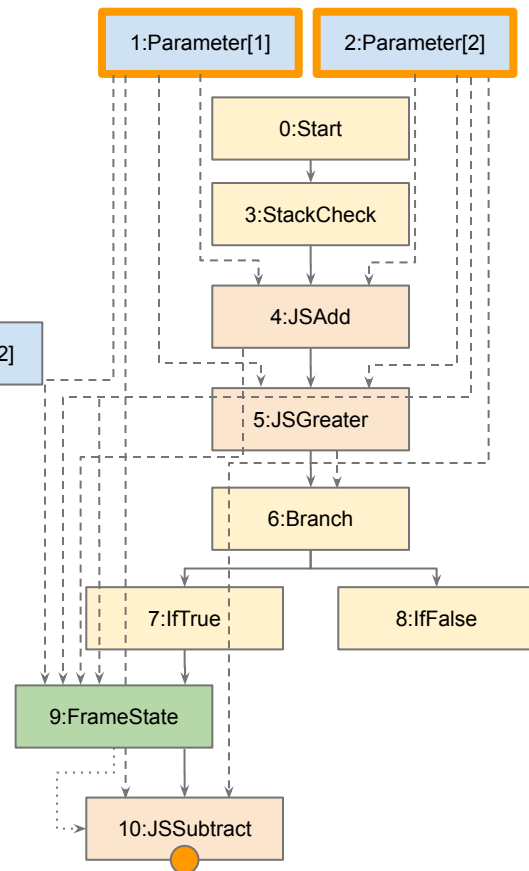 1:Parameter[1]
2:Parameter[2]
0:Start
3:StackCheck
4:JSAdd
2]
5:JSGreater
6:Branch
7:IfTrue
8:IfFalse
9:FrameState
10:JSSubtract